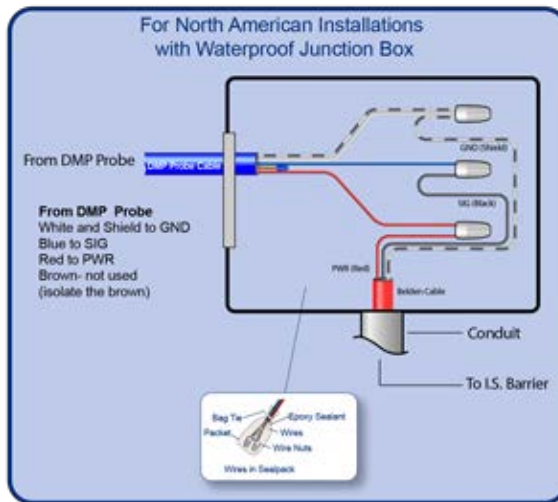 For North American Installations
with Waterproof Junction Box
From DMP Probe
DMP Probe Cable
GND (Shield)
SIG (Black)
PWR (Red)
Belden Cable
From DMP Probe
White and Shield to GND
Blue to SIG
Red to PWR
Brown- not used
(isolate the brown)
Conduit
To I.S. Barrier
Bag Tie
Epoxy Sealant
Packet
Wires
Wire Nuts
Wires in Sealpack